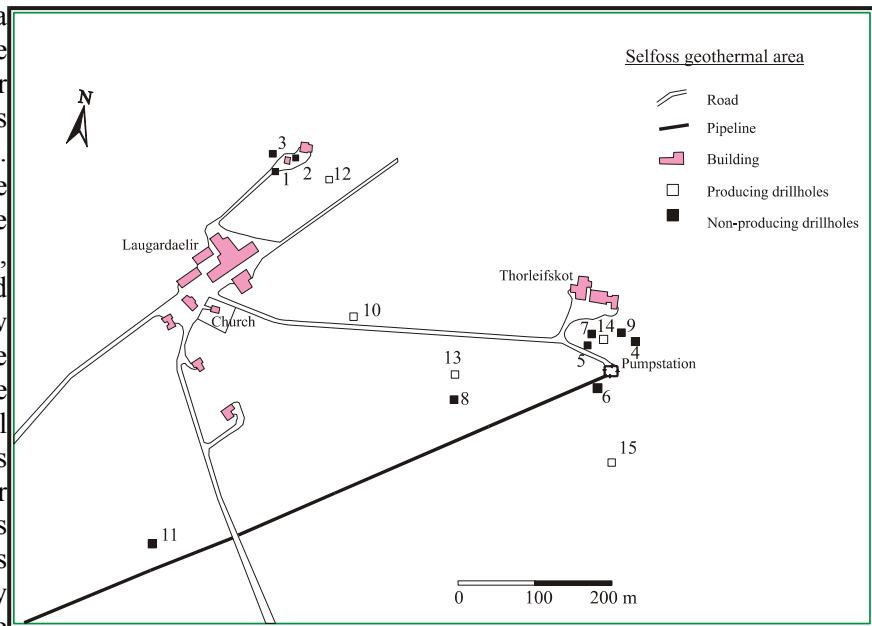 Selfoss geothermal area
Road
Pipeline
Building
Producing drillholes
Non-producing drillholes
N
3
2
1
12
Laugardaelir
Thorleifskot
Church
10
7
14
9
5
4
Pumpstation
13
8
6
15
11
0 100 200 m